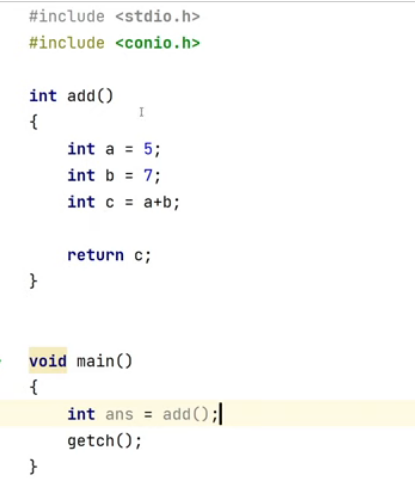 #include <stdio.h>
#include <conio.h>
int add()
{
int a = 5;
int b = 7;
int c = a+b;
return c;
}
void main()
{
int ans = add();
getch();
}